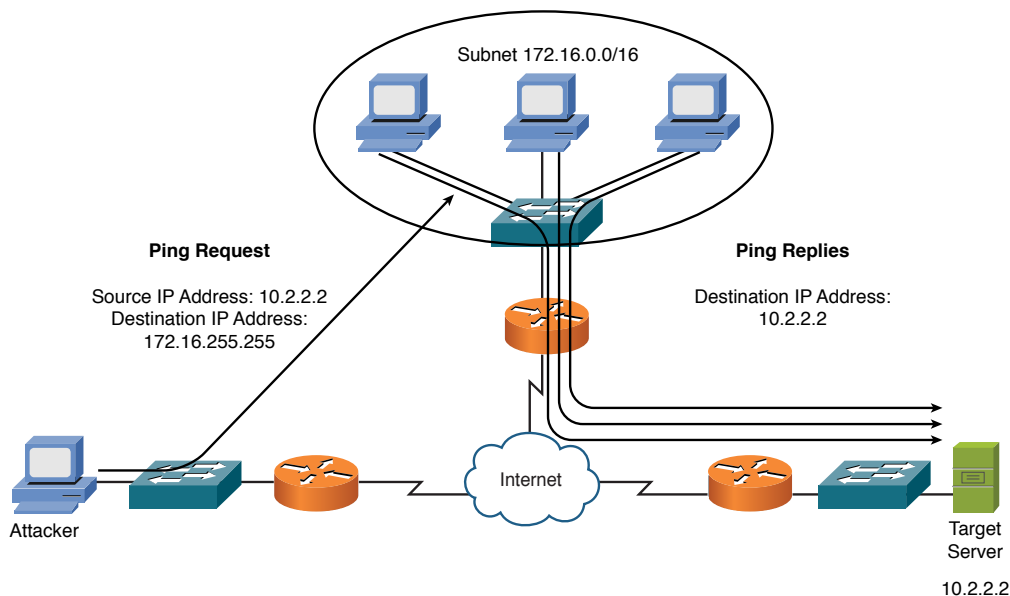 Subnet 172.16.0.0/16
Ping Request
Source IP Address: 10.2.2.2
Destination IP Address:
172.16.255.255
Ping Replies
Destination IP Address:
10.2.2.2
Internet
Attacker
Target
Server
10.2.2.2